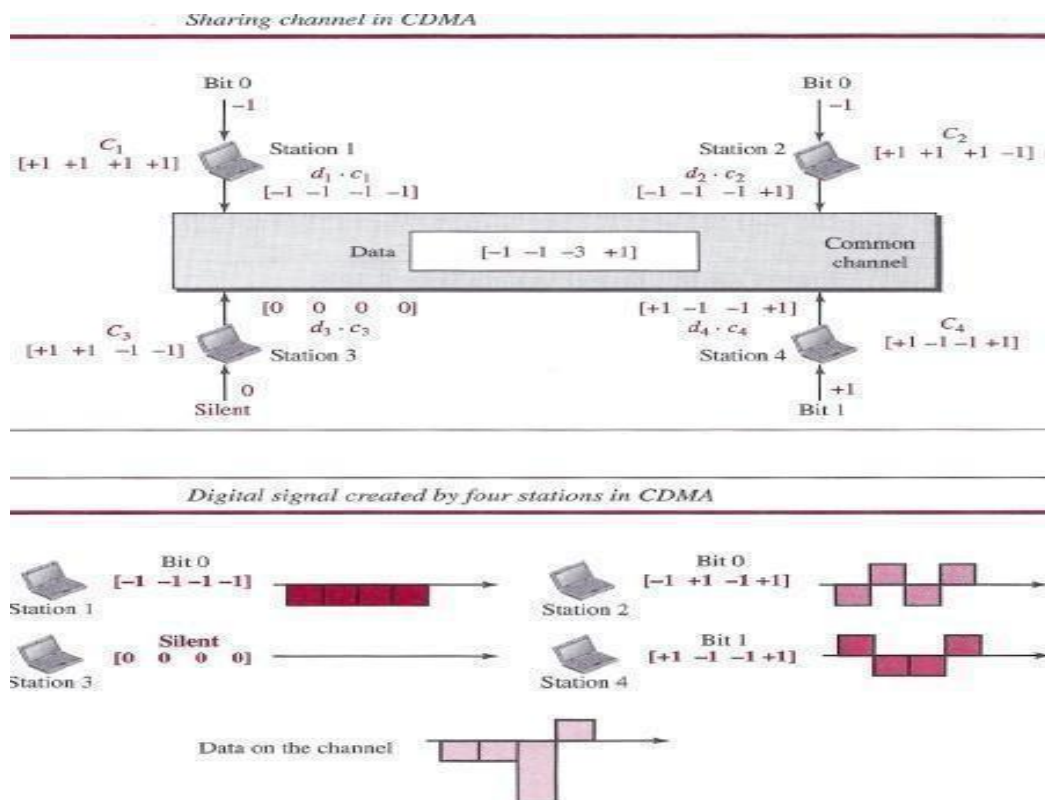 Sharing channel in CDMA
Bit 0
Bit 0
−1
−1
C1
[+1 +1 +1 +1]
Station 1
d1 · c1
[−1 −1 −1 −1]
Station 2
d2 · c2
[−1 −1 −1 +1]
C2
[+1 +1 +1 −1]
Data
[−1 −1 −3 +1]
Common
channel
[0 0 0 0]
d3 · c3
Station 3
C3
[+1 +1 −1 −1]
0
Silent
[+1 −1 −1 +1]
d4 · c4
Station 4
C4
[+1 −1 −1 +1]
+1
Bit 1
Digital signal created by four stations in CDMA
Bit 0
[−1 −1 −1 −1]
Station 1
Bit 0
[−1 +1 −1 +1]
Station 2
Silent
[0 0 0 0]
Station 3
Bit 1
[+1 −1 −1 +1]
Station 4
Data on the channel